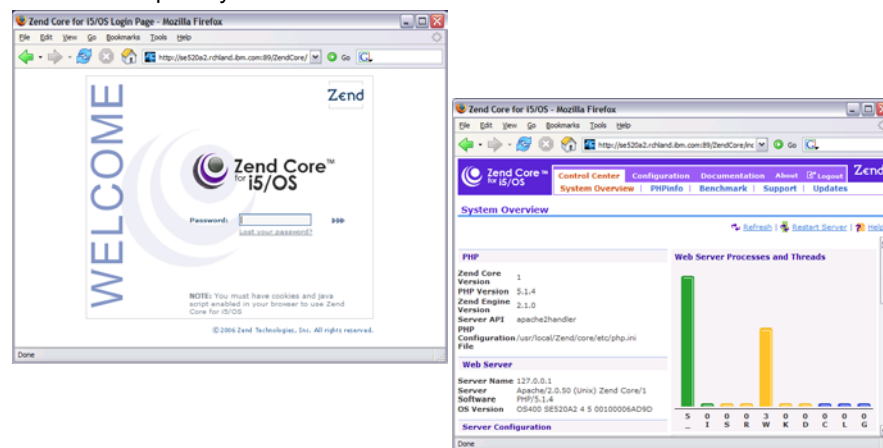 Zend Core for i5/OS Login Page - Mozilla Firefox
File Edit View Go Bookmarks Tools Help
http://se520a2.rchland.ibm.com:89/ZendCore/ Go
WELCOME
Zend
Zend Core™
for i5/OS
Password:
Lost your password?
NOTE: You must have cookies and java
script enabled in your browser to use Zend
Core for i5/OS
©2006 Zend Technologies, Inc. All rights reserved.
Done
Zend Core for i5/OS - Mozilla Firefox
File Edit View Go Bookmarks Tools Help
http://se520a2.rchland.ibm.com:89/ZendCore/inc Go
Zend Core™
for i5/OS
Control Center Configuration Documentation About Logout
Zend
System Overview | PHPinfo | Benchmark | Support | Updates
System Overview
Refresh | Restart Server | Help
PHP
Zend Core Version 1
PHP Version 5.1.4
Zend Engine Version 2.1.0
Server API apache2handler
PHP Configuration File /usr/local/Zend/core/etc/php.ini
Web Server
Server Name 127.0.0.1
Server Software Apache/2.0.50 (Unix) Zend Core/1 PHP/5.1.4
OS Version OS400 SE520A2 4 5 00100006AD9D
Server Configuration
Web Server Processes and Threads
5 0 0 0 3 0 0 0 0 0
_ I S R W K D C L G
Done